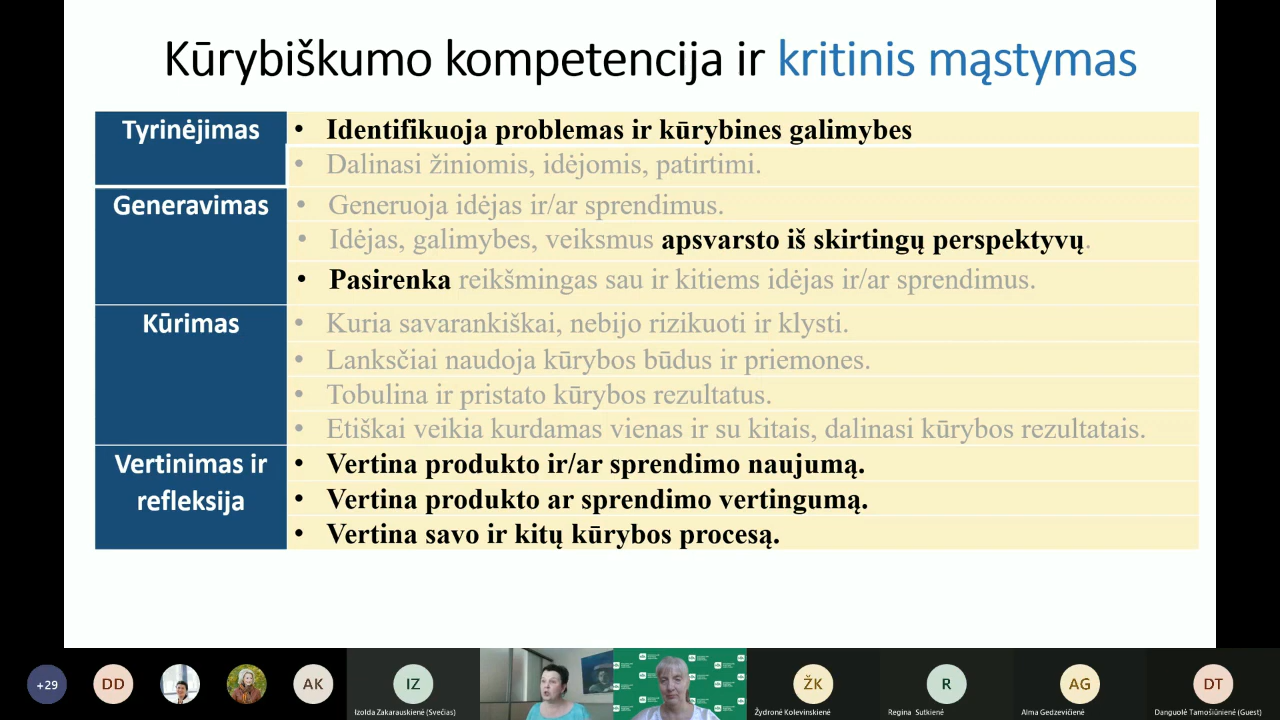 Kūrybiškumo kompetencija ir kritinis mąstymas
Tyrinėjimas
• Identifikuoja problemas ir kūrybines galimybes
• Dalinasi žiniomis, idėjomis, patirtimi.
Generavimas
• Generuoja idėjas ir/ar sprendimus.
• Idėjas, galimybes, veiksmus apsvarsto iš skirtingų perspektyvų.
• Pasirenka reikšmingas sau ir kitiems idėjas ir/ar sprendimus.
Kūrimas
• Kuria savarankiškai, nebijo rizikuoti ir klysti.
• Lanksčiai naudoja kūrybos būdus ir priemones.
• Tobulina ir pristato kūrybos rezultatus.
• Etiškai veikia kurdamas vienas ir su kitais, dalinasi kūrybos rezultatais.
Vertinimas ir
refleksija
• Vertina produkto ir/ar sprendimo naujumą.
• Vertina produkto ar sprendimo vertingumą.
• Vertina savo ir kitų kūrybos procesą.
+29
DD
AK
IZ
Izolda Zakarauskienė (Svečias)
ŽK
Žydronė Kolevinskienė
R
Regina Sutkienė
AG
Alma Gedzevičienė
DT
Danguolė Tamošiūnienė (Guest)